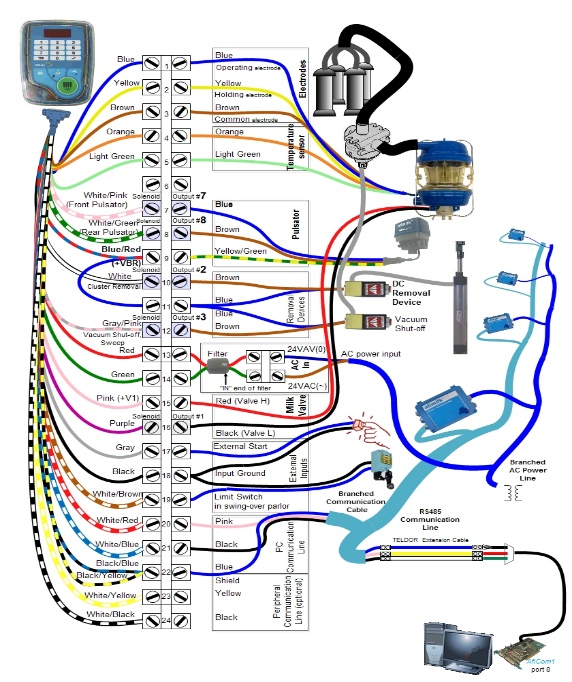 Blue
1
Blue
Operating electrode
Yellow
2
Yellow
Holding electrode
Brown
3
Brown
Common electrode
Electrodes
Orange
4
Orange
Light Green
5
Light Green
Temperature sensor
6
White/Pink
(Front Pulsator)
Solenoid
Output #7
7
Blue
White/Green
(Rear Pulsator)
Solenoid
Output #8
8
Brown
Blue/Red
(+VBR)
9
Yellow/Green
Pulsator
White
Cluster Removal
Solenoid
Output #2
10
Brown
DC
Removal
Device
11
Blue
Blue
Removal Devices
Gray/Pink
Vacuum Shut-off,
Sweep
Solenoid
Output #3
12
Brown
Vacuum
Shut-off
Red
13
Filter
24VAV(0)
AC In
AC power input
Green
14
"IN" end of filter
24VAC(~)
Pink (+V1)
15
Red (Valve H)
Milk Valve
Purple
Solenoid
Output #1
16
Black (Valve L)
Gray
17
External Start
Black
18
Input Ground
External Inputs
White/Brown
19
Limit Switch
in swing-over parlor
White/Red
20
Pink
White/Blue
21
Black
PC Communication Line
Black/Blue
Black/Yellow
22
Blue
Shield
White/Yellow
23
Yellow
White/Black
24
Black
Peripheral Communication Line (optional)
Branched
Communication
Cable
RS485
Communication
Line
Branched
AC Power
Line
TELDOR Extension Cable
AfiCom1
port 8